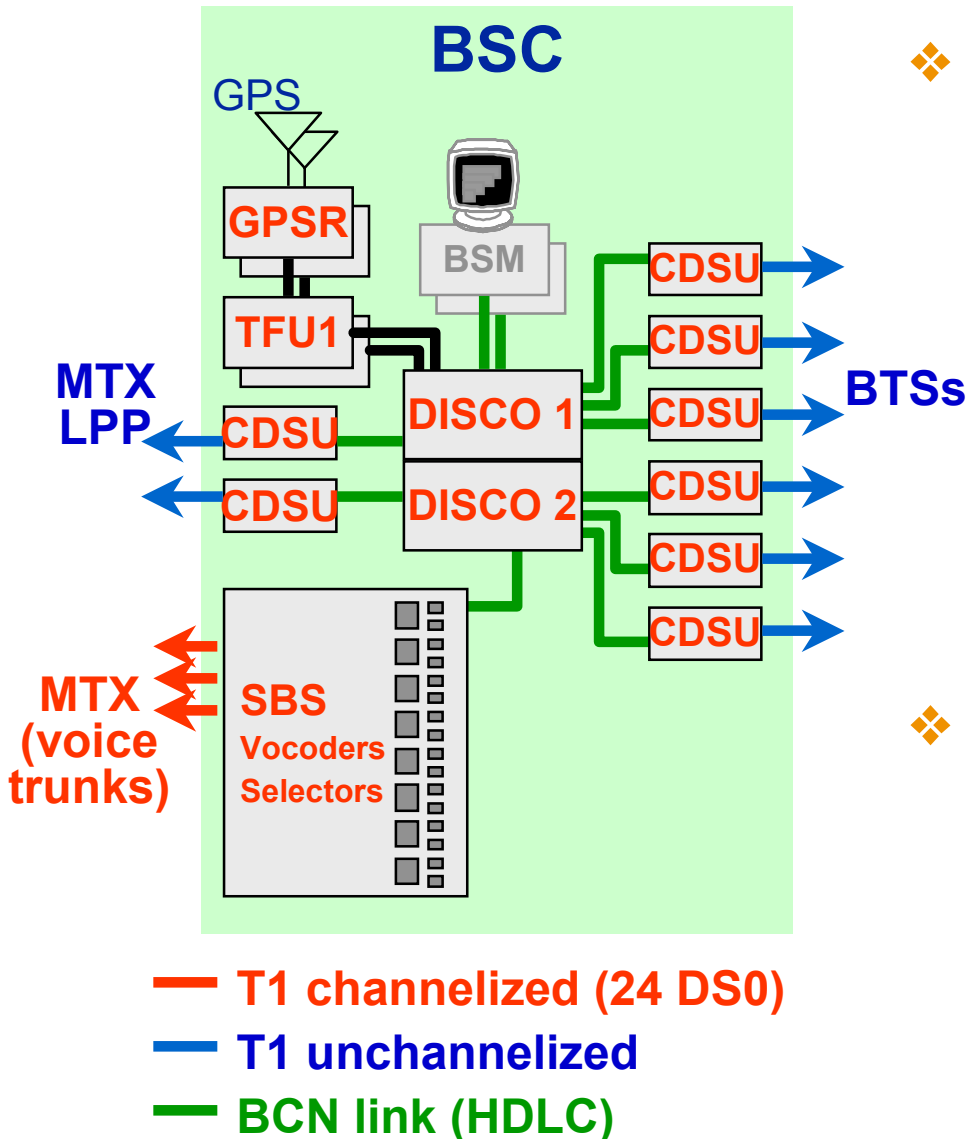 BSC
GPS
GPSR
BSM
TFU1
CDSU
CDSU
CDSU
CDSU
CDSU
CDSU
BTSs
MTX
LPP
CDSU
CDSU
DISCO 1
DISCO 2
SBS
Vocoders
Selectors
MTX
(voice
trunks)
T1 channelized (24 DS0)
T1 unchannelized
BCN link (HDLC)